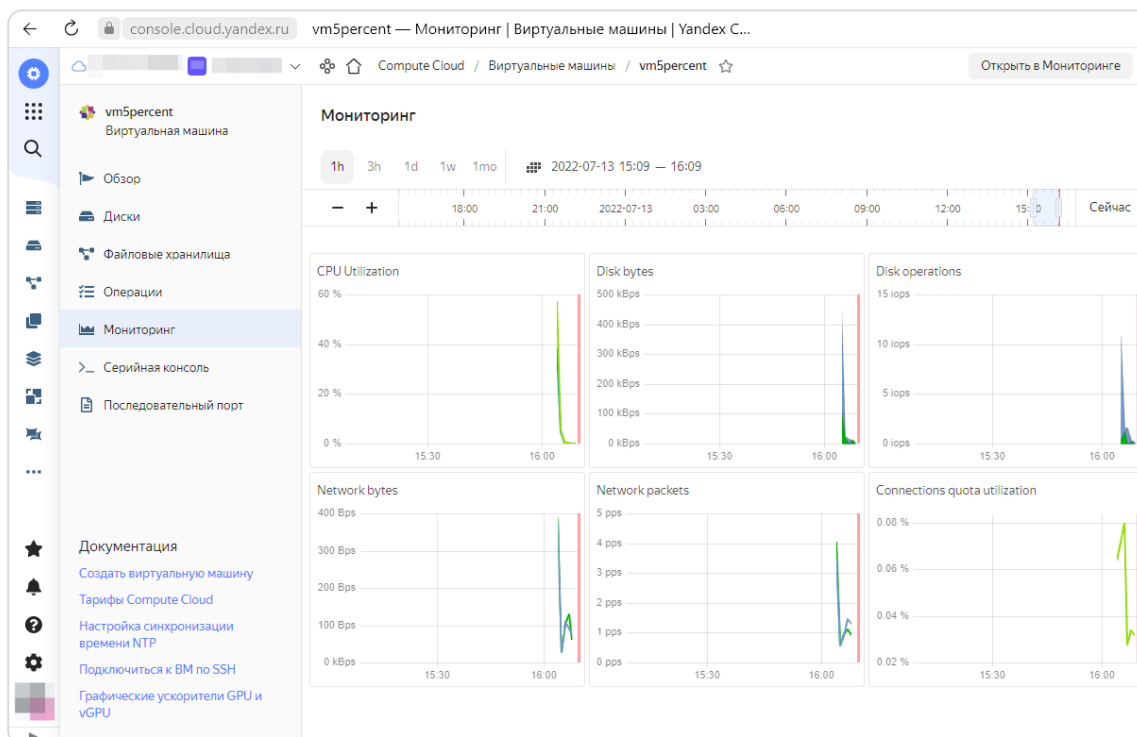 console.cloud.yandex.ru vm5percent — Мониторинг | Виртуальные машины | Yandex C...
Compute Cloud / Виртуальные машины / vm5percent
Открыть в Мониторинге
vm5percent
Виртуальная машина
Обзор
Диски
Файловые хранилища
Операции
Мониторинг
Серийная консоль
Последовательный порт
Документация
Создать виртуальную машину
Тарифы Compute Cloud
Настройка синхронизации
времени NTP
Подключиться к ВМ по SSH
Графические ускорители GPU и
vGPU
Мониторинг
1h 3h 1d 1w 1mo 2022-07-13 15:09 — 16:09
− + 18:00 21:00 2022-07-13 03:00 06:00 09:00 12:00 15:00 Сейчас
CPU Utilization
60 %
40 %
20 %
0 %
15:30 16:00
Disk bytes
500 kBps
400 kBps
300 kBps
200 kBps
100 kBps
0 kBps
15:30 16:00
Disk operations
15 iops
10 iops
5 iops
0 iops
15:30 16:00
Network bytes
400 Bps
300 Bps
200 Bps
100 Bps
0 kBps
15:30 16:00
Network packets
5 pps
4 pps
3 pps
2 pps
1 pps
0 pps
15:30 16:00
Connections quota utilization
0.08 %
0.06 %
0.04 %
0.02 %
15:30 16:00